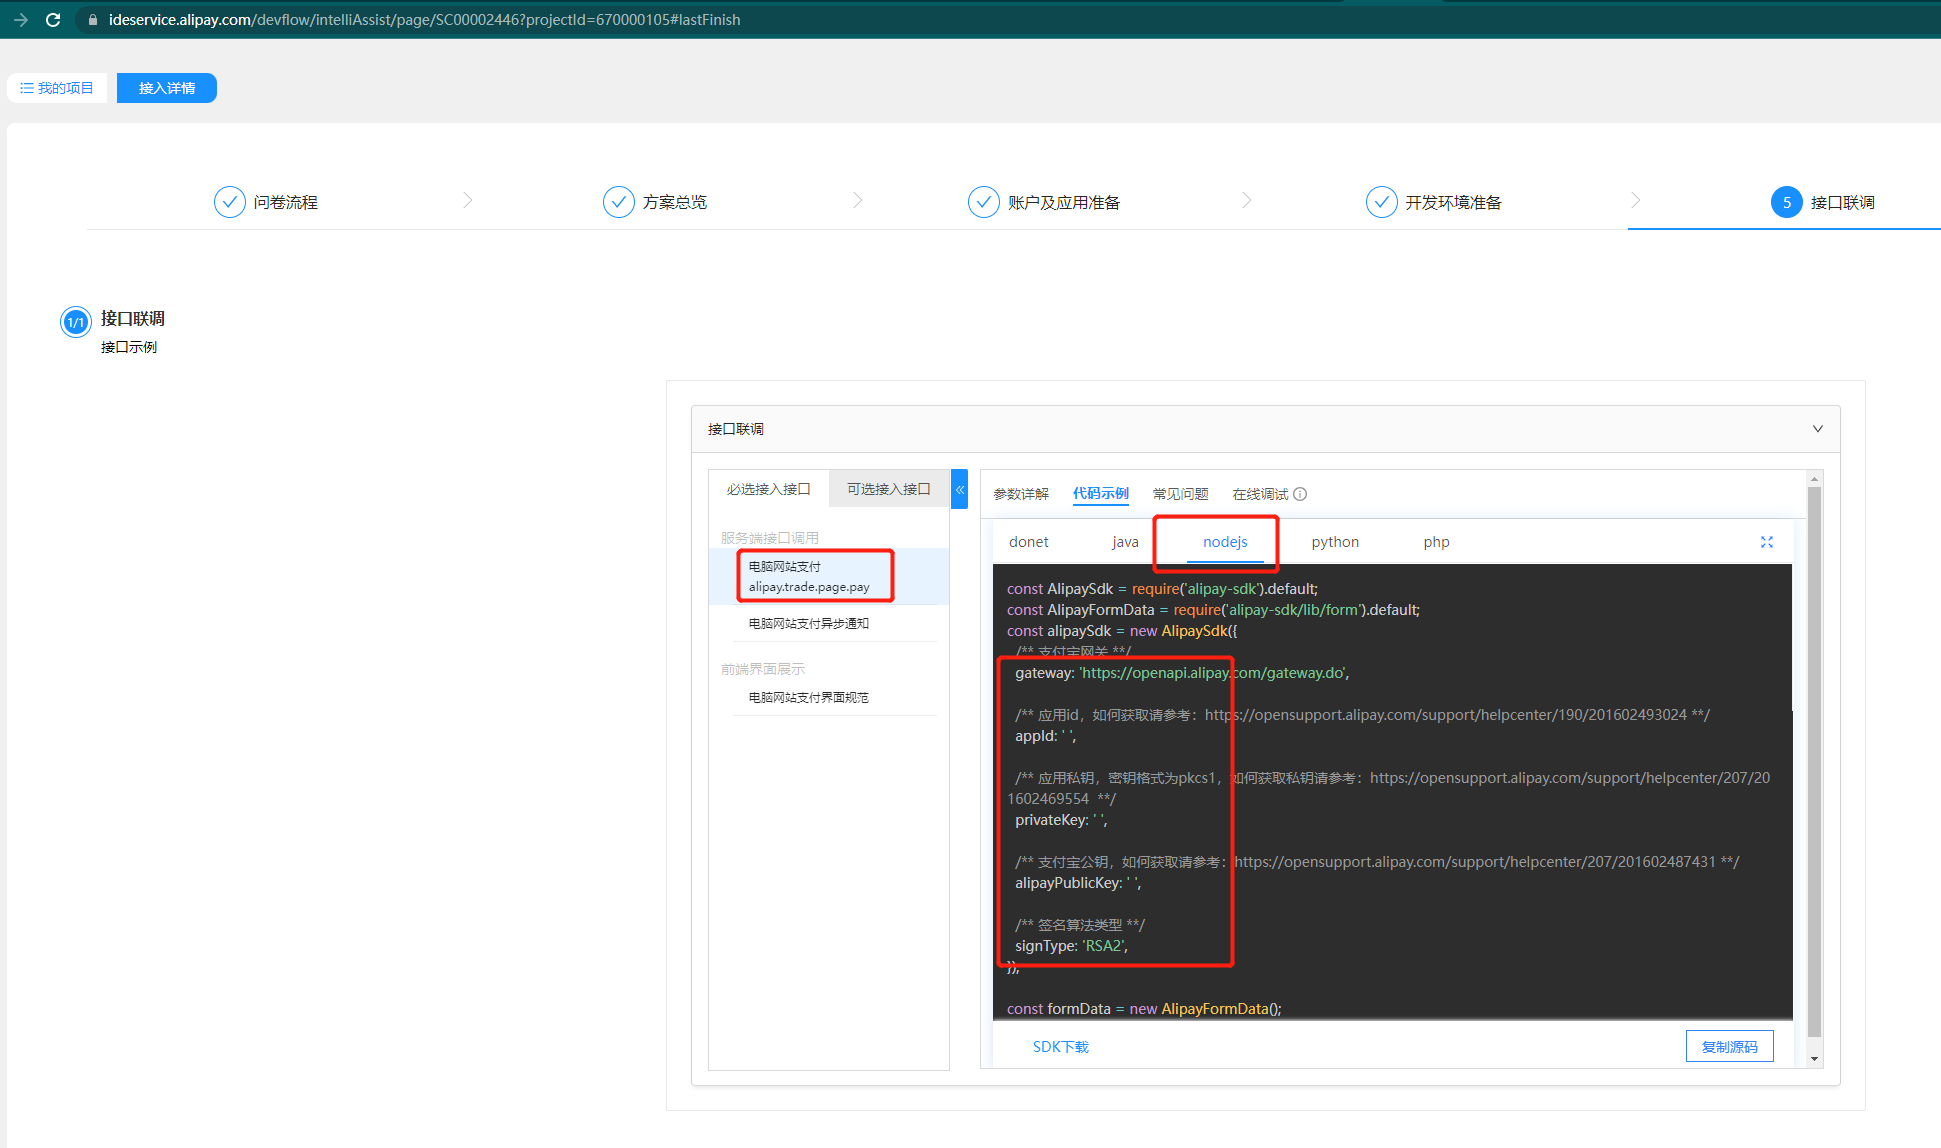 ideservice.alipay.com/devflow/intelliAssist/page/SC00002446?projectId=670000105#lastFinish
我的项目
接入详情
问卷流程
方案总览
账户及应用准备
开发环境准备
5 接口联调
1/1 接口联调
接口示例
接口联调
必选接入接口
可选接入接口
«
服务端接口调用
电脑网站支付
alipay.trade.page.pay
电脑网站支付异步通知
前端界面展示
电脑网站支付界面规范
参数详解
代码示例
常见问题
在线调试
donet
java
nodejs
python
php
const AlipaySdk = require('alipay-sdk').default;
const AlipayFormData = require('alipay-sdk/lib/form').default;
const alipaySdk = new AlipaySdk({
/** 支付宝网关 **/
gateway: 'https://openapi.alipay.com/gateway.do',
/** 应用id，如何获取请参考：https://opensupport.alipay.com/support/helpcenter/190/201602493024 **/
appId: ' ',
/** 应用私钥，密钥格式为pkcs1，如何获取私钥请参考：https://opensupport.alipay.com/support/helpcenter/207/20
1602469554 **/
privateKey: ' ',
/** 支付宝公钥，如何获取请参考：https://opensupport.alipay.com/support/helpcenter/207/201602487431 **/
alipayPublicKey: ' ',
/** 签名算法类型 **/
signType: 'RSA2',
});
const formData = new AlipayFormData();
SDK下载
复制源码